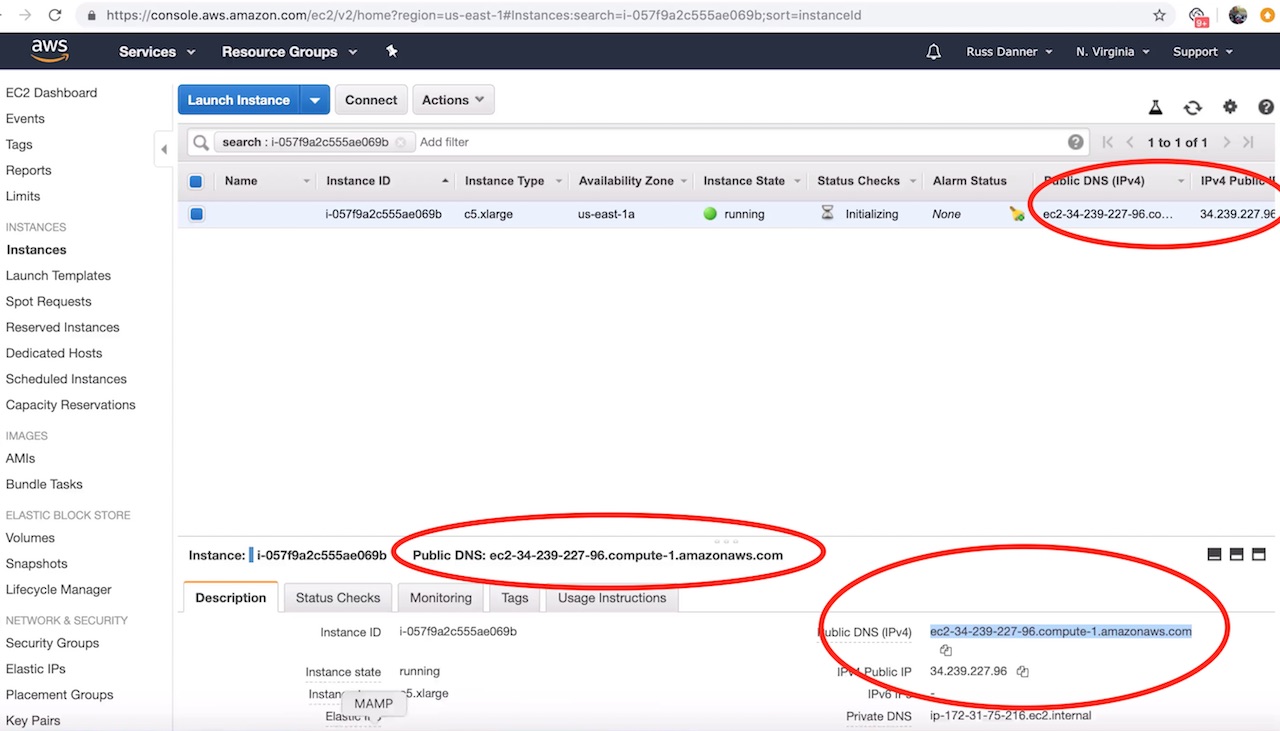 https://console.aws.amazon.com/ec2/v2/home?region=us-east-1#Instances:search=i-057f9a2c555ae069b;sort=instanceId
9+
aws Services Resource Groups Russ Danner N. Virginia Support
EC2 Dashboard
Events
Tags
Reports
Limits
INSTANCES
Instances
Launch Templates
Spot Requests
Reserved Instances
Dedicated Hosts
Scheduled Instances
Capacity Reservations
IMAGES
AMIs
Bundle Tasks
ELASTIC BLOCK STORE
Volumes
Snapshots
Lifecycle Manager
NETWORK & SECURITY
Security Groups
Elastic IPs
Placement Groups
Key Pairs
Launch Instance Connect Actions
search : i-057f9a2c555ae069b Add filter 1 to 1 of 1
Name Instance ID Instance Type Availability Zone Instance State Status Checks Alarm Status Public DNS (IPv4) IPv4 Public
i-057f9a2c555ae069b c5.xlarge us-east-1a running Initializing None ec2-34-239-227-96.co... 34.239.227.96
Instance: i-057f9a2c555ae069b Public DNS: ec2-34-239-227-96.compute-1.amazonaws.com
Description Status Checks Monitoring Tags Usage Instructions
Instance ID i-057f9a2c555ae069b Public DNS (IPv4) ec2-34-239-227-96.compute-1.amazonaws.com
Instance state running IPv4 Public IP 34.239.227.96
c5.xlarge IPv6 IPs -
MAMP
Elastic Private DNS ip-172-31-75-216.ec2.internal